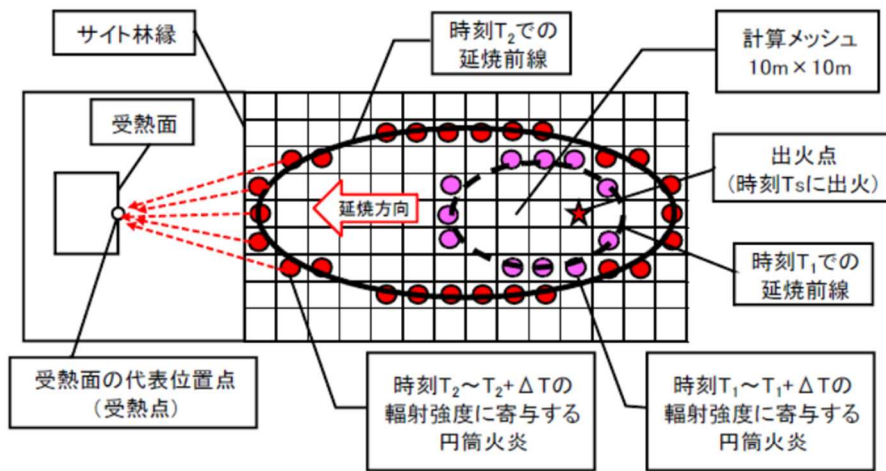 サイト林縁
時刻T₂での
延焼前線
計算メッシュ
10m×10m
受熱面
出火点
(時刻Tsに出火)
延焼方向
時刻T₁での
延焼前線
受熱面の代表位置点
(受熱点)
時刻T₂～T₂+ΔTの
輻射強度に寄与する
円筒火炎
時刻T₁～T₁+ΔTの
輻射強度に寄与する
円筒火炎